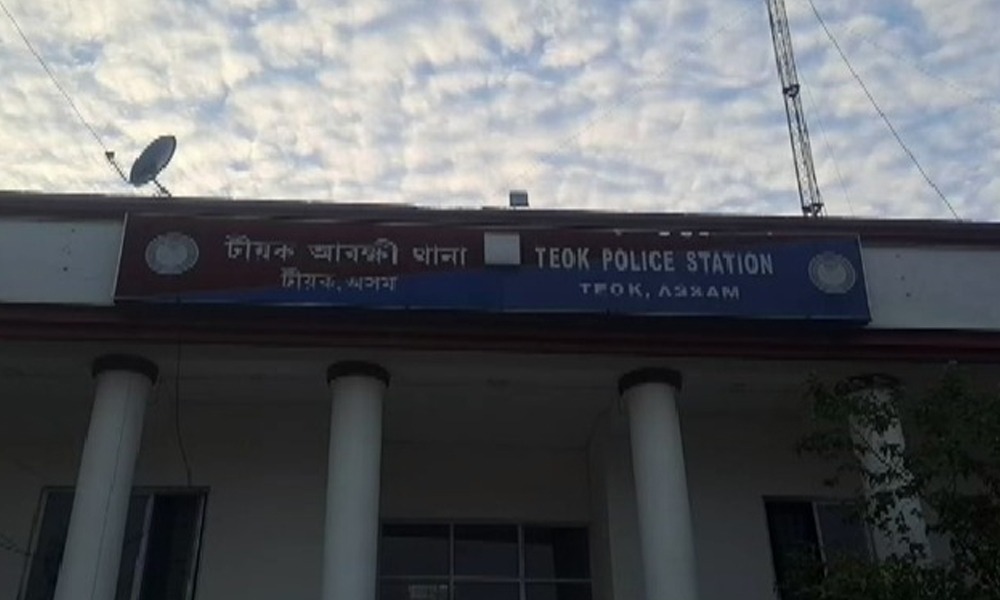 টীয়ক আৰক্ষী থানা
টীয়ক, অসম
TEOK POLICE STATION
TEOK, ASSAM